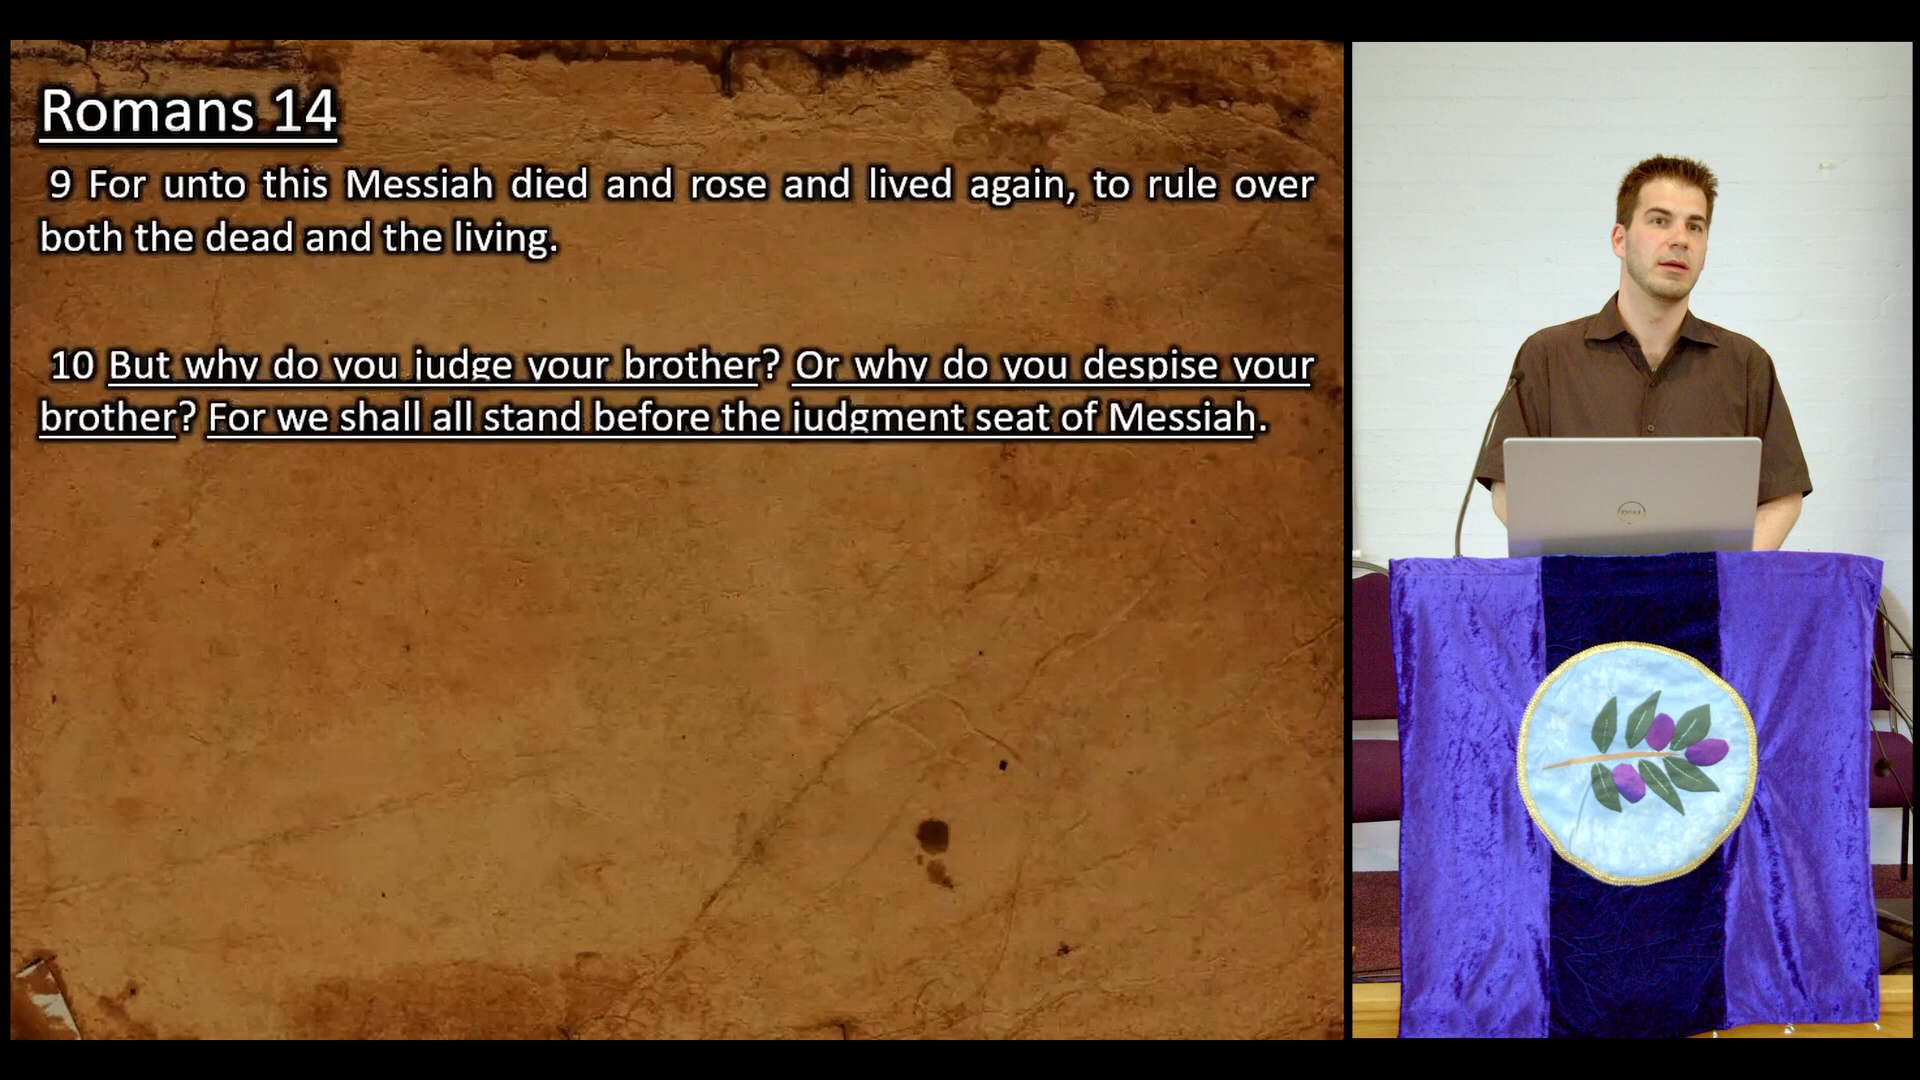 Romans 14
9 For unto this Messiah died and rose and lived again, to rule over
both the dead and the living.
10 But why do you judge your brother? Or why do you despise your
brother? For we shall all stand before the judgment seat of Messiah.
DELL